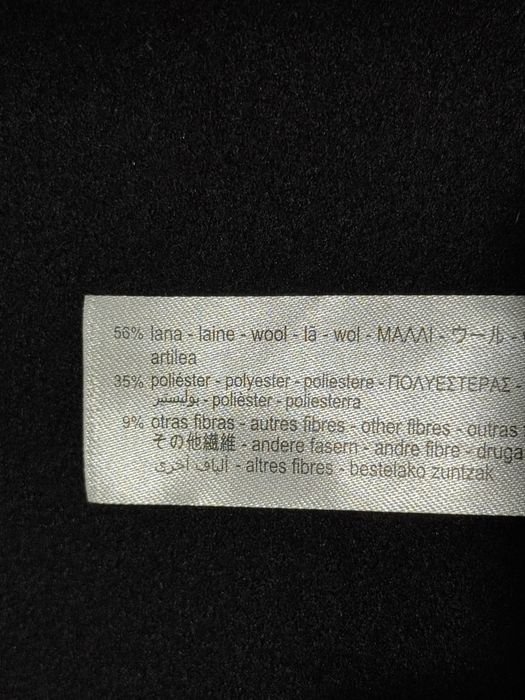 56% lana - laine - wool - lã - wol - ΜΑΛΛΙ - ウール -
artilea
35% poliéster - polyester - poliestere - ΠΟΛΥΕΣΤΕΡΑΣ -
بوليستر - polièster - poliesterra
9% otras fibras - autres fibres - other fibres - outras
その他繊維 - andere fasern - andre fibre - druga
ألياف أخرى - altres fibres - bestelako zuntzak